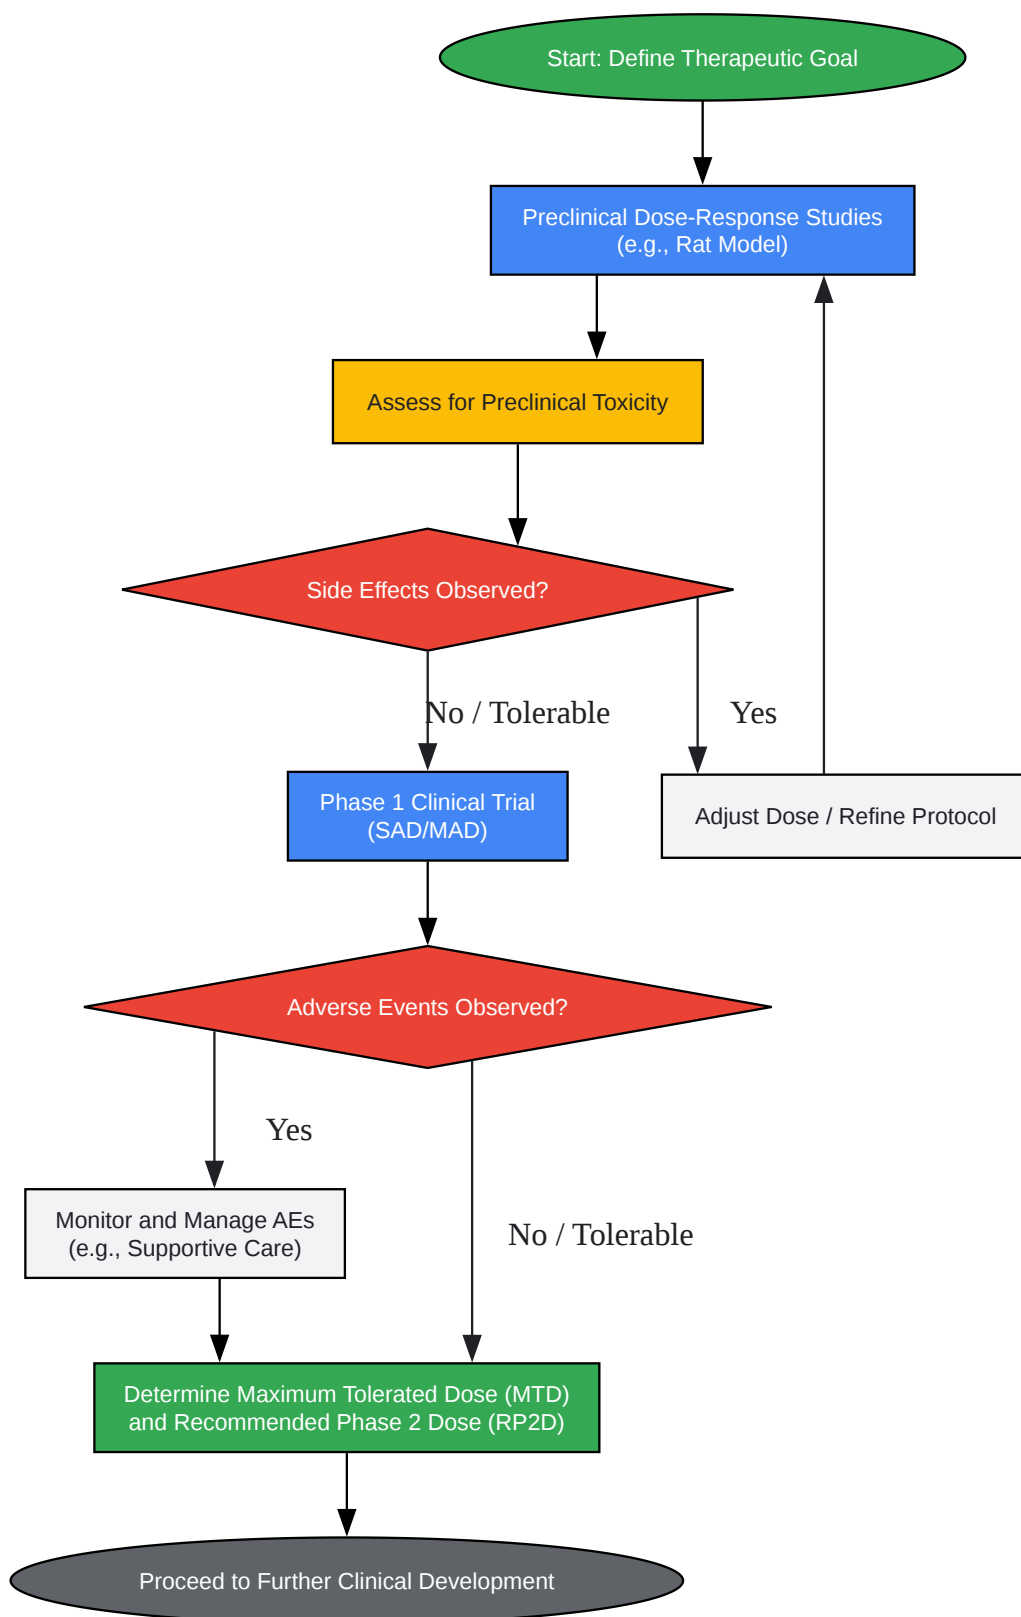 Start: Define Therapeutic Goal
Preclinical Dose-Response Studies
(e.g., Rat Model)
Assess for Preclinical Toxicity
Side Effects Observed?
No / Tolerable
Yes
Phase 1 Clinical Trial
(SAD/MAD)
Adjust Dose / Refine Protocol
Adverse Events Observed?
Yes
Monitor and Manage AEs
(e.g., Supportive Care)
No / Tolerable
Determine Maximum Tolerated Dose (MTD)
and Recommended Phase 2 Dose (RP2D)
Proceed to Further Clinical Development